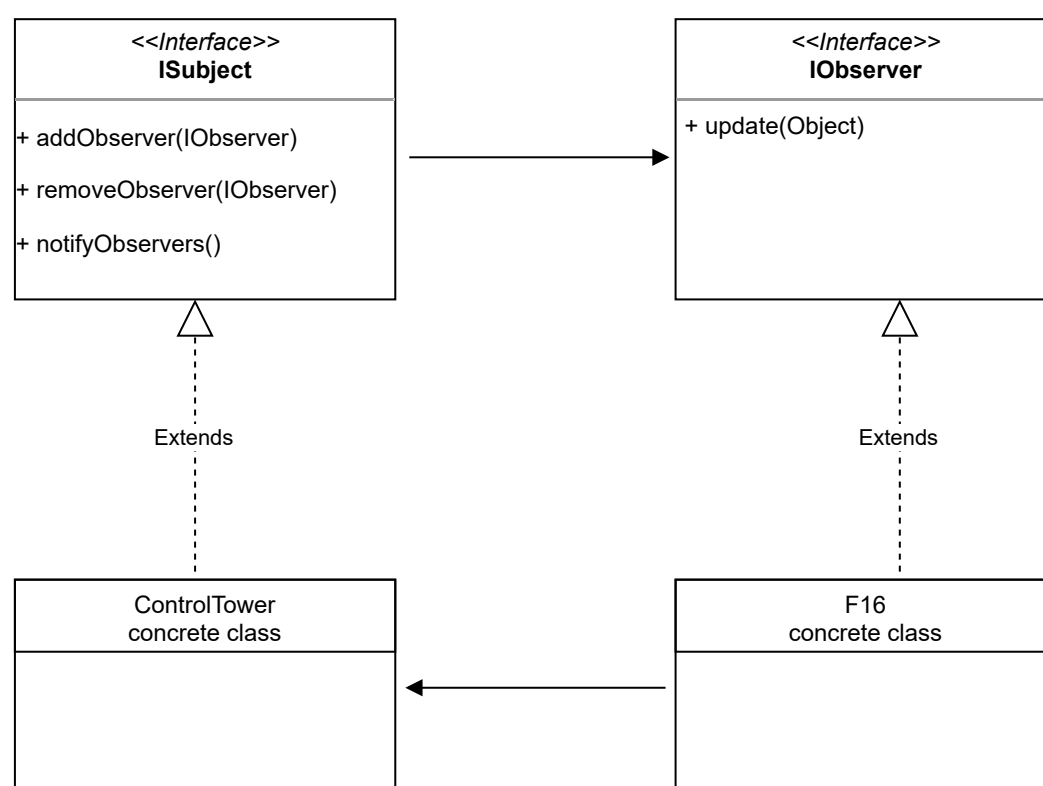 <<Interface>>
ISubject
+ addObserver(IObserver)
+ removeObserver(IObserver)
+ notifyObservers()
<<Interface>>
IObserver
+ update(Object)
Extends
Extends
ControlTower
concrete class
F16
concrete class